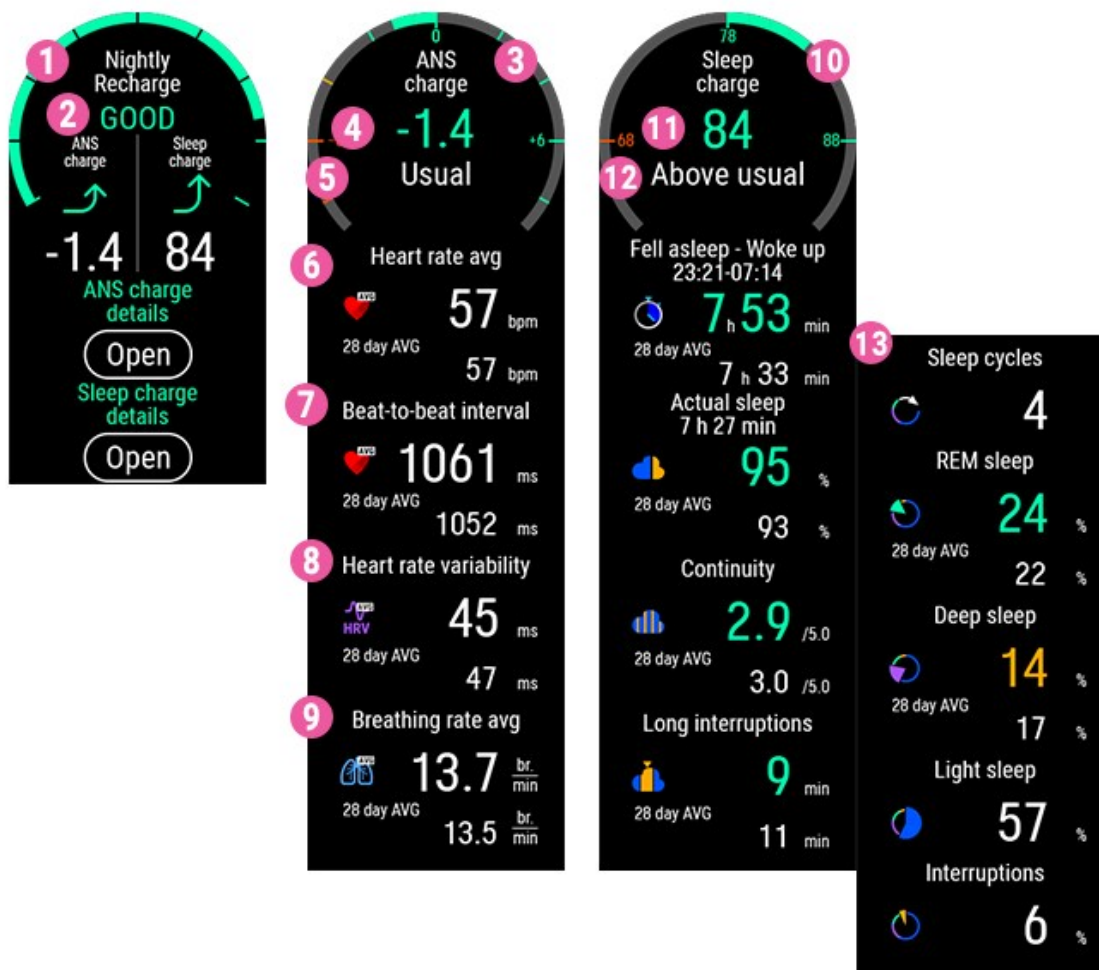 1
Nightly
Recharge
2
GOOD
ANS
charge
Sleep
charge
-1.4
84
ANS charge
details
Open
Sleep charge
details
Open
0
3
ANS
charge
4
-1.4
+6
5
Usual
6
Heart rate avg
AVG
57 bpm
28 day AVG
57 bpm
7
Beat-to-beat interval
AVG
1061 ms
28 day AVG
1052 ms
8
Heart rate variability
AVG
HRV
45 ms
28 day AVG
47 ms
9
Breathing rate avg
AVG
13.7 br.
min
28 day AVG
13.5 br.
min
78
10
Sleep
charge
68
11
84
88
12
Above usual
Fell asleep - Woke up
23:21-07:14
7 h 53 min
28 day AVG
7 h 33 min
Actual sleep
7 h 27 min
95 %
28 day AVG
93 %
Continuity
2.9 /5.0
28 day AVG
3.0 /5.0
Long interruptions
9 min
28 day AVG
11 min
13
Sleep cycles
4
REM sleep
24 %
28 day AVG
22 %
Deep sleep
14 %
28 day AVG
17 %
Light sleep
57 %
Interruptions
6 %